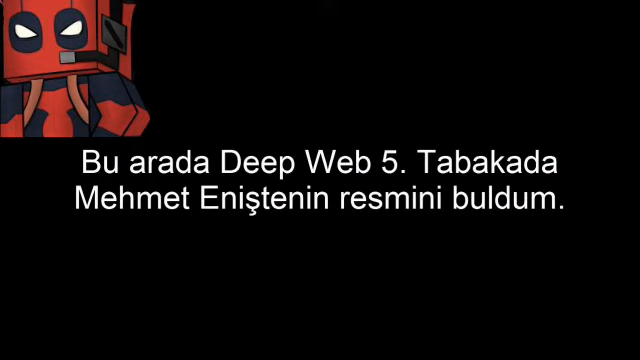 Bu arada Deep Web 5. Tabakada
Mehmet Eniştenin resmini buldum.